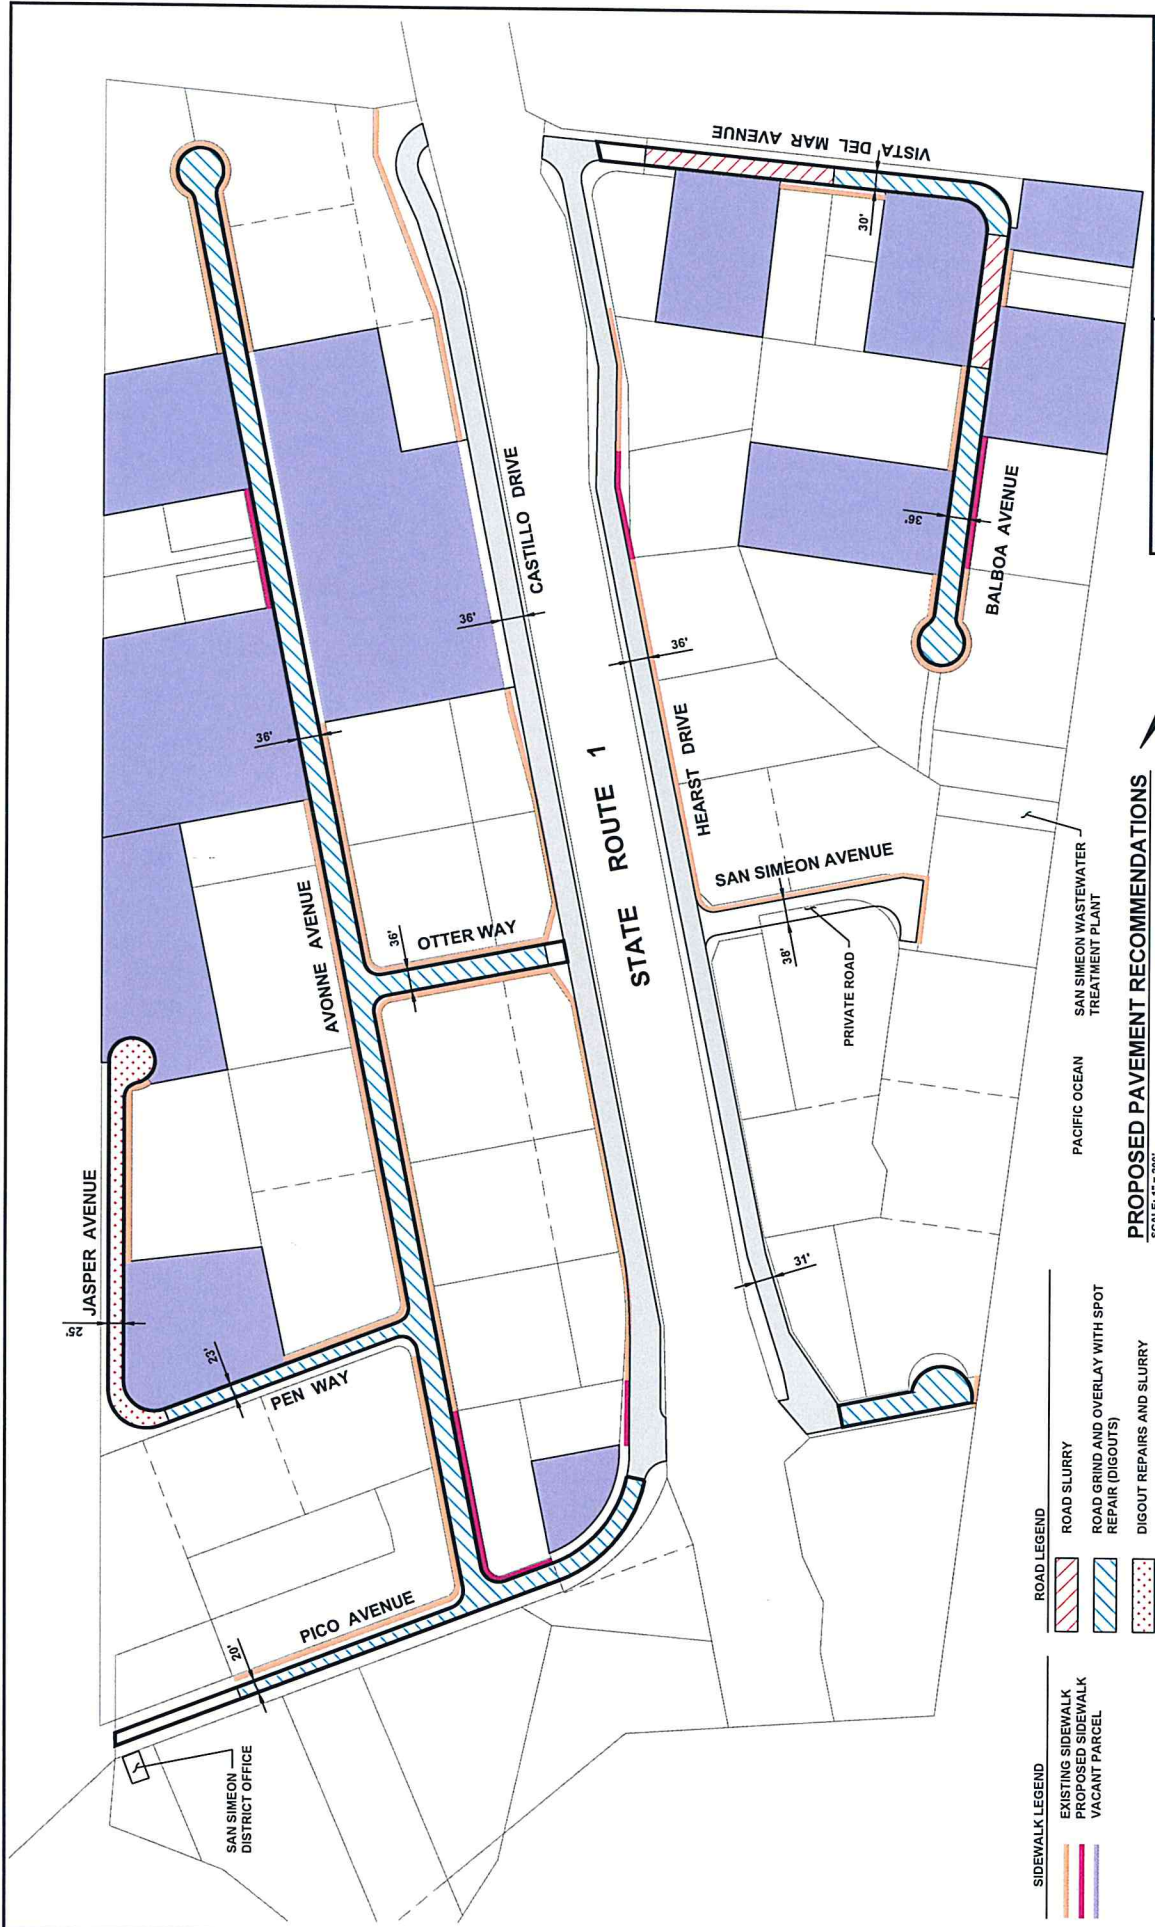 VISTA DEL MAR AVENUE
30'
CASTILLO DRIVE
36'
36'
BALBOA AVENUE
36'
36'
HEARST DRIVE
STATE ROUTE 1
SAN SIMEON AVENUE
38'
PRIVATE ROAD
AVONNE AVENUE
36'
OTTER WAY
JASPER AVENUE
25'
23'
PEN WAY
31'
PICO AVENUE
20'
SAN SIMEON
DISTRICT OFFICE
PACIFIC OCEAN
SAN SIMEON WASTEWATER
TREATMENT PLANT
PROPOSED PAVEMENT RECOMMENDATIONS
SIDEWALK LEGEND
EXISTING SIDEWALK
PROPOSED SIDEWALK
VACANT PARCEL
ROAD LEGEND
ROAD SLURRY
ROAD GRIND AND OVERLAY WITH SPOT
REPAIR (DIGOUTS)
DIGOUT REPAIRS AND SLURRY